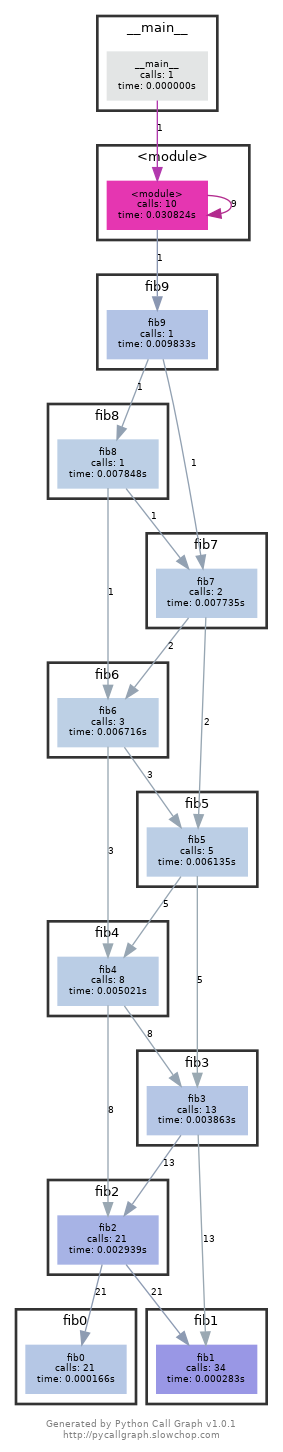 __main__
__main__
calls: 1
time: 0.000000s
1
<module>
<module>
calls: 10
time: 0.030824s
9
1
fib9
fib9
calls: 1
time: 0.009833s
1
fib8
fib8
calls: 1
time: 0.007848s
1
1
fib7
fib7
calls: 2
time: 0.007735s
1
2
fib6
fib6
calls: 3
time: 0.006716s
2
3
fib5
fib5
calls: 5
time: 0.006135s
3
5
fib4
fib4
calls: 8
time: 0.005021s
5
8
fib3
fib3
calls: 13
time: 0.003863s
8
13
fib2
fib2
calls: 21
time: 0.002939s
13
21
21
fib0
fib0
calls: 21
time: 0.000166s
fib1
fib1
calls: 34
time: 0.000283s
Generated by Python Call Graph v1.0.1
http://pycallgraph.slowchop.com